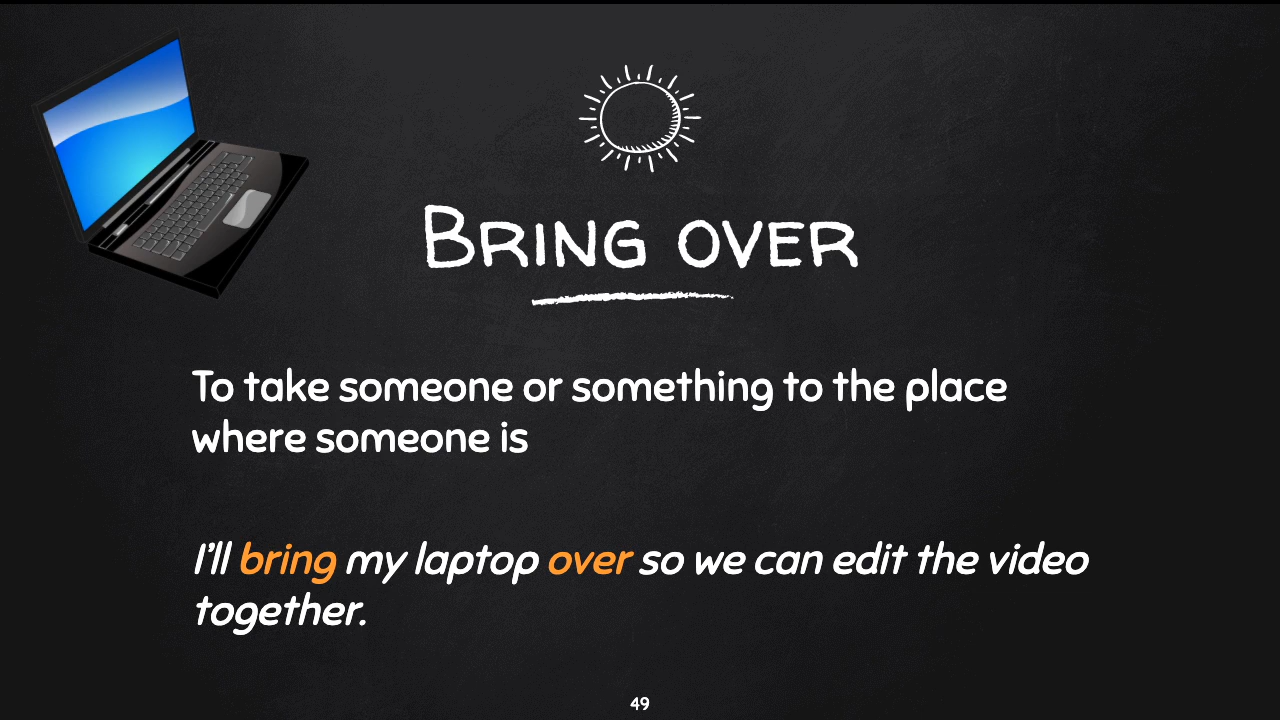 Bring over
To take someone or something to the place
where someone is
I'll bring my laptop over so we can edit the video
together.
49